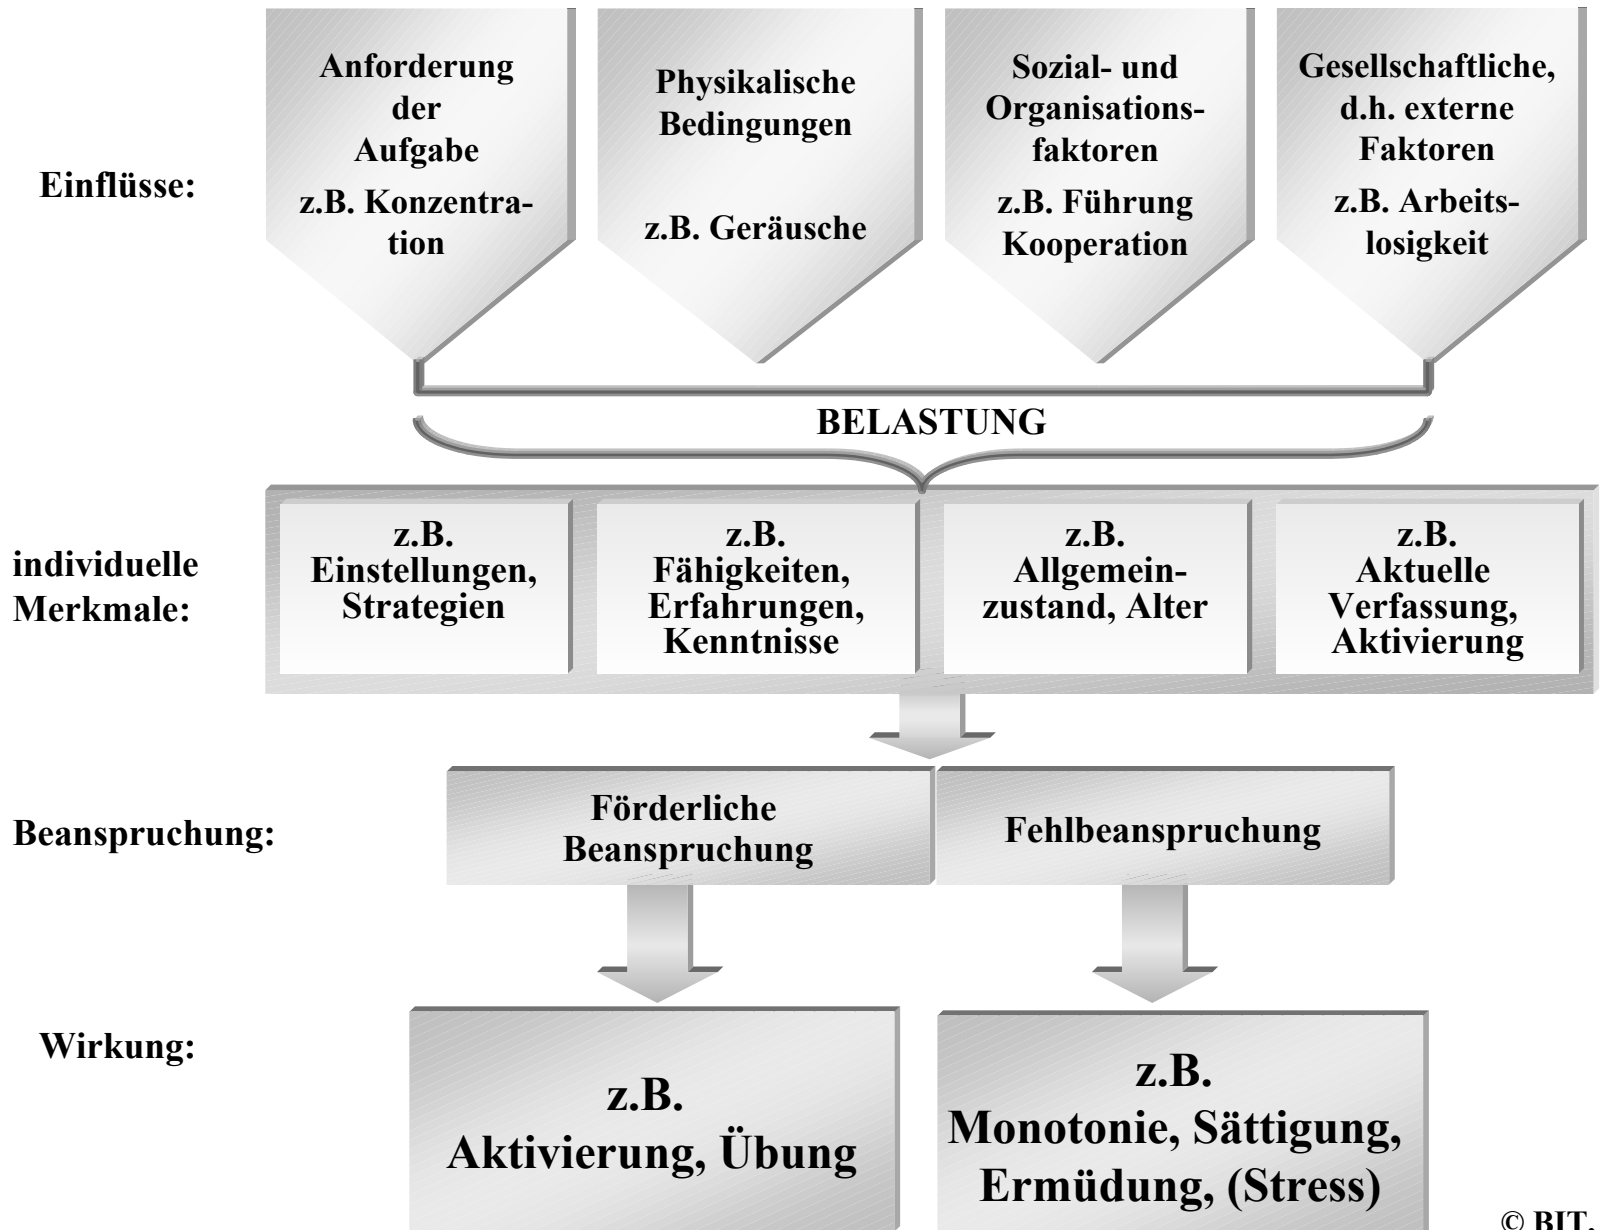 Einflüsse:
Anforderung
der
Aufgabe
z.B. Konzentra-
tion
Physikalische
Bedingungen
z.B. Geräusche
Sozial- und
Organisations-
faktoren
z.B. Führung
Kooperation
Gesellschaftliche,
d.h. externe
Faktoren
z.B. Arbeits-
losigkeit
BELASTUNG
individuelle
Merkmale:
z.B.
Einstellungen,
Strategien
z.B.
Fähigkeiten,
Erfahrungen,
Kenntnisse
z.B.
Allgemein-
zustand, Alter
z.B.
Aktuelle
Verfassung,
Aktivierung
Beanspruchung:
Förderliche
Beanspruchung
Fehlbeanspruchung
Wirkung:
z.B.
Aktivierung, Übung
z.B.
Monotonie, Sättigung,
Ermüdung, (Stress)
© BIT.